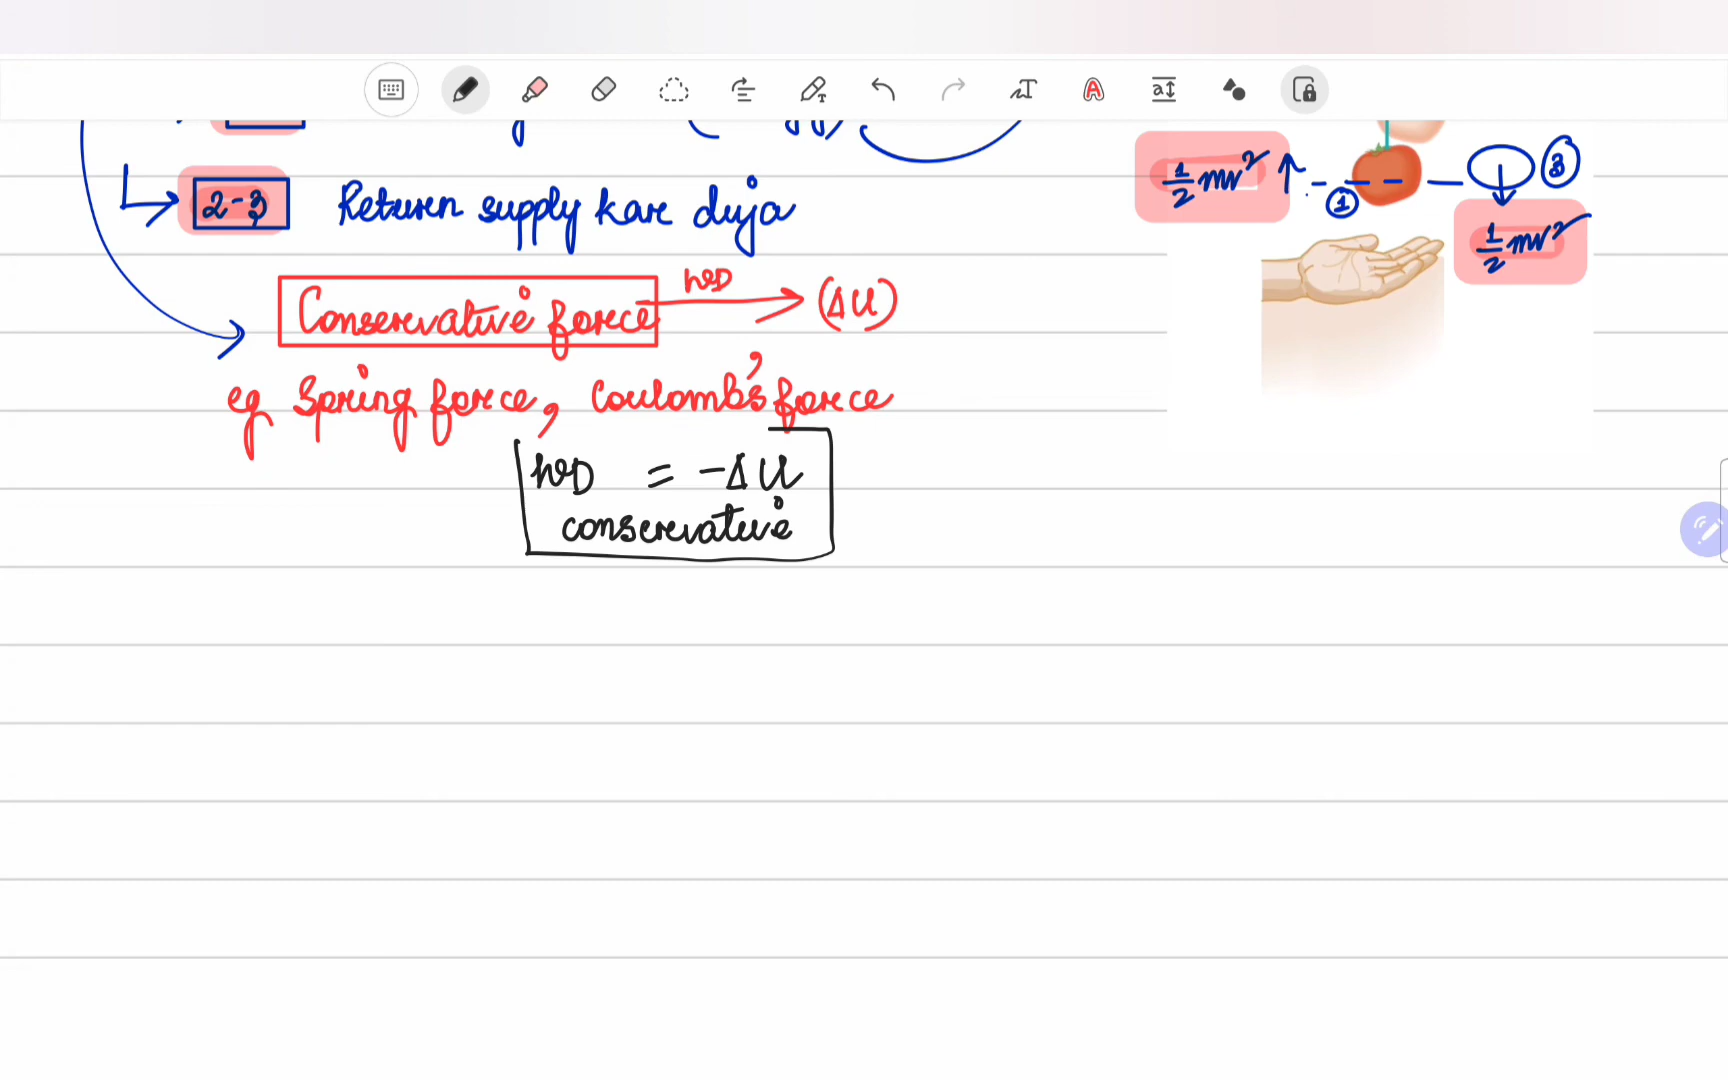 2-3 Return supply kare duja
Conservative force WD → (ΔU)
eg Spring force, Coulomb's force
WD = -ΔU
conservative
½mv² ↑
①
③
½mv²